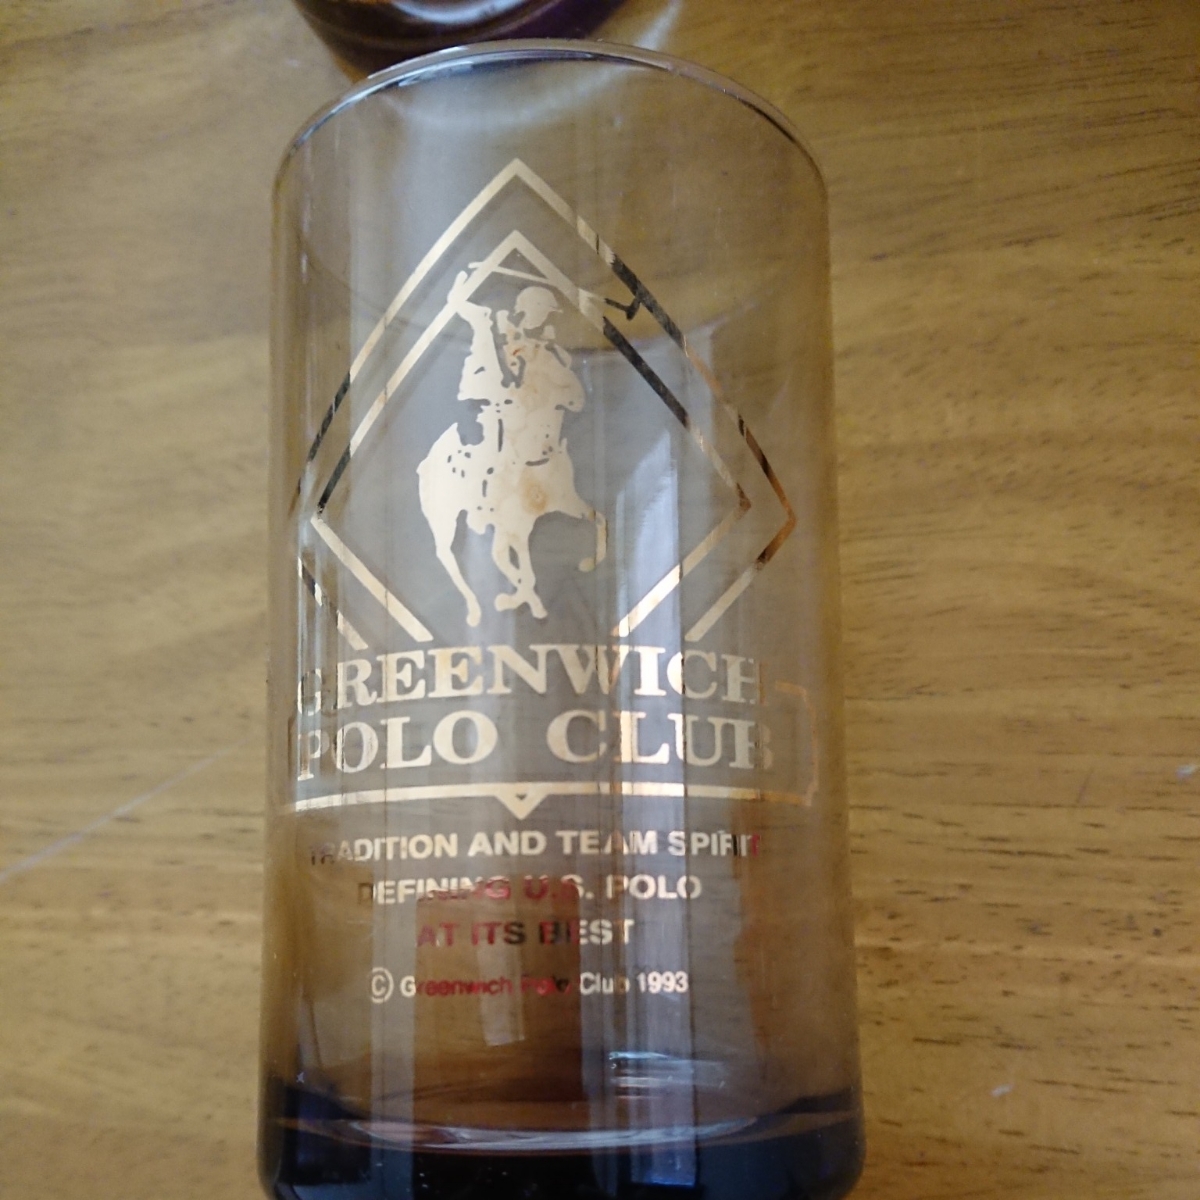 GREENWICH
POLO CLUB
TRADITION AND TEAM SPIRIT
DEFINING U.S. POLO
AT ITS BEST
© Greenwich Polo Club 1993